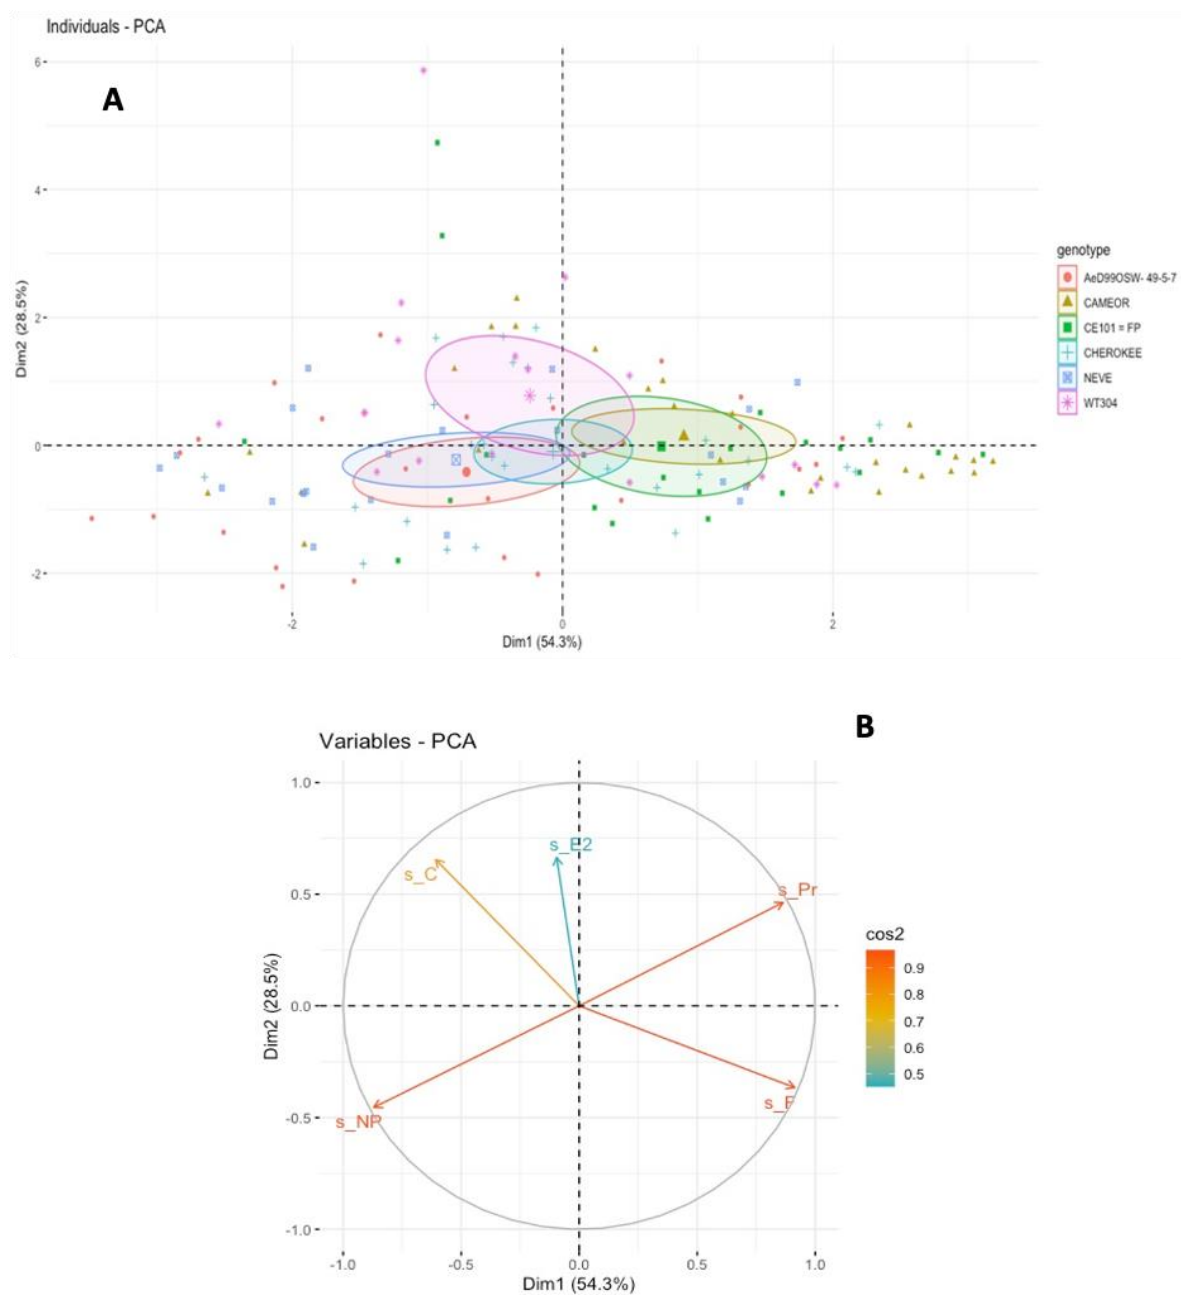 Individuals - PCA
A
6
4
2
0
-2
Dim2 (28.5%)
-2
0
2
Dim1 (54.3%)
genotype
AeD99OSW- 49-5-7
CAMEOR
CE101 = FP
CHEROKEE
NEVE
WT304
B
Variables - PCA
1.0
0.5
0.0
-0.5
-1.0
Dim2 (28.5%)
s_E2
s_C
s_Pr
s_NP
s_F
-1.0
-0.5
0.0
0.5
1.0
Dim1 (54.3%)
cos2
0.9
0.8
0.7
0.6
0.5